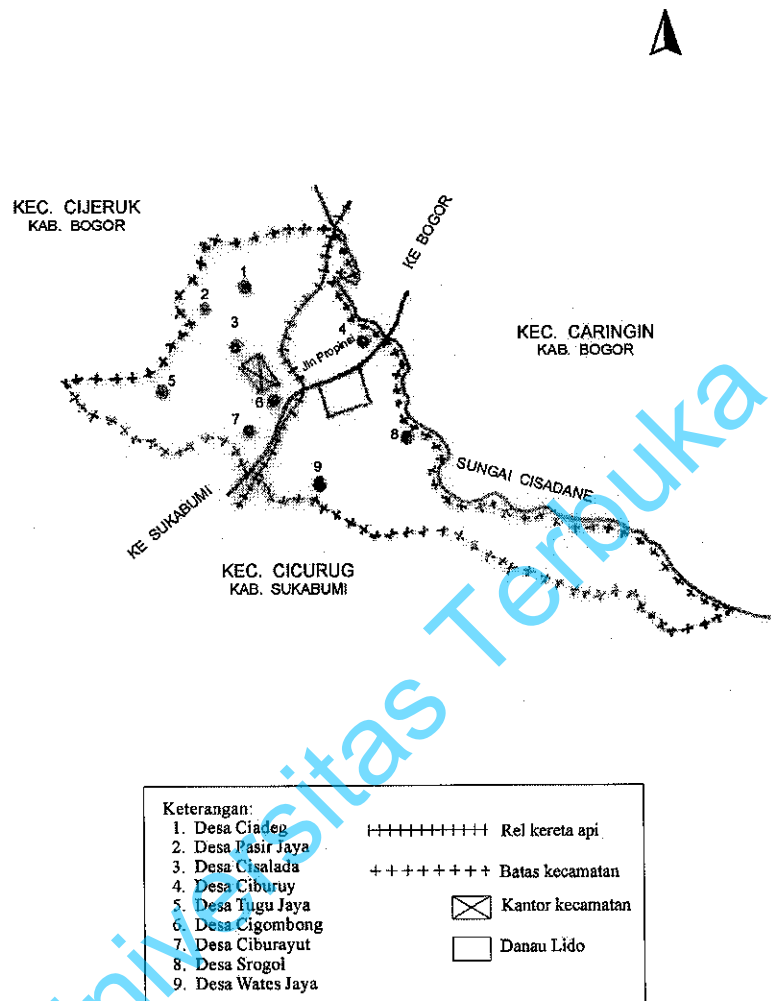 KEC. CIJERUK
KAB. BOGOR
KE BOGOR
KEC. CARINGIN
KAB. BOGOR
1
2
3
4
Jln Propinsi
5
6
7
8
9
SUNGAI CISADANE
KE SUKABUMI
KEC. CICURUG
KAB. SUKABUMI
Universitas Terbuka
Keterangan:
1. Desa Ciadeg
2. Desa Pasir Jaya
3. Desa Cisalada
4. Desa Ciburuy
5. Desa Tugu Jaya
6. Desa Cigombong
7. Desa Ciburayut
8. Desa Srogol
9. Desa Wates Jaya
Rel kereta api
Batas kecamatan
Kantor kecamatan
Danau Lido